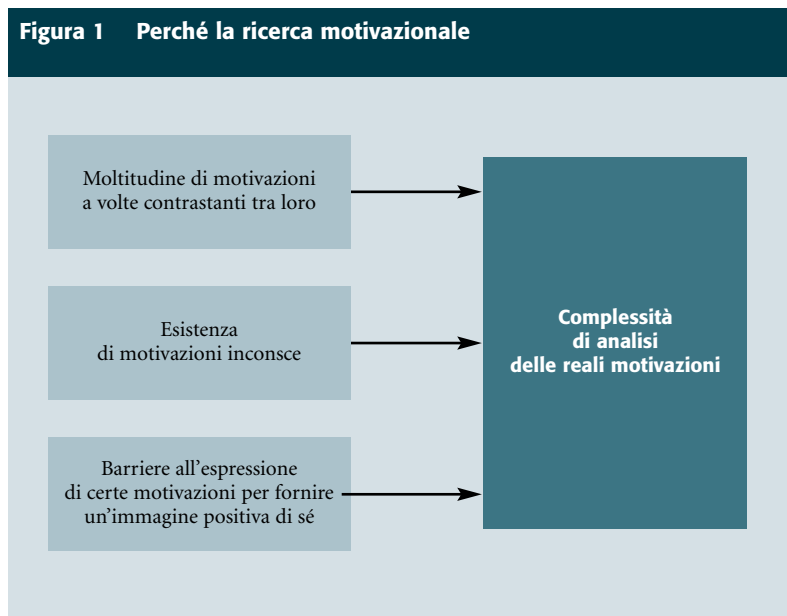 Figura 1 Perché la ricerca motivazionale
Moltitudine di motivazioni
a volte contrastanti tra loro
Esistenza
di motivazioni inconsce
Barriere all'espressione
di certe motivazioni per fornire
un'immagine positiva di sé
Complessità
di analisi
delle reali motivazioni